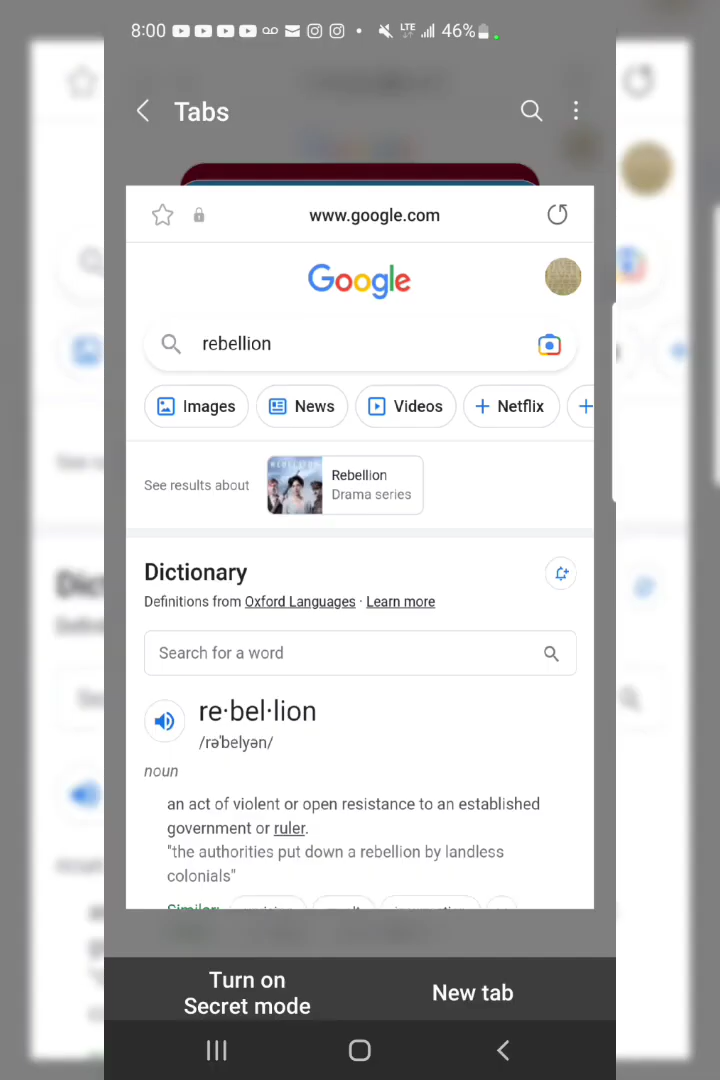 8:00 LTE 46%
Tabs
www.google.com
Google
rebellion
Images News Videos + Netflix +
See results about
REBELLION
Rebellion
Drama series
Dictionary
Definitions from Oxford Languages · Learn more
Search for a word
re·bel·lion
/rəˈbelyən/
noun
an act of violent or open resistance to an established
government or ruler.
"the authorities put down a rebellion by landless
colonials"
Similar:
Turn on
Secret mode
New tab